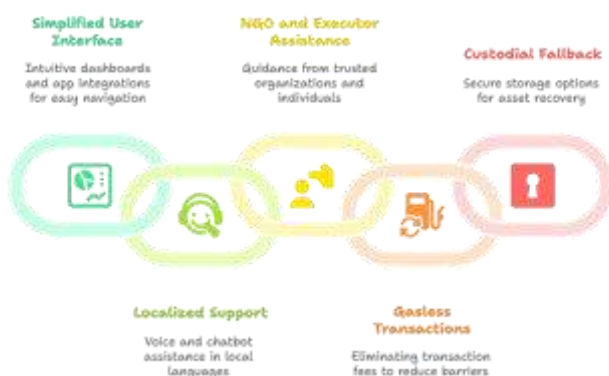 Simplified User
Interface
Intuitive dashboards
and app integrations
for easy navigation
NGO and Executor
Assistance
Guidance from trusted
organizations and
individuals
Custodial Fallback
Secure storage options
for asset recovery
Localized Support
Voice and chatbot
assistance in local
languages
Gasless
Transactions
Eliminating transaction
fees to reduce barriers